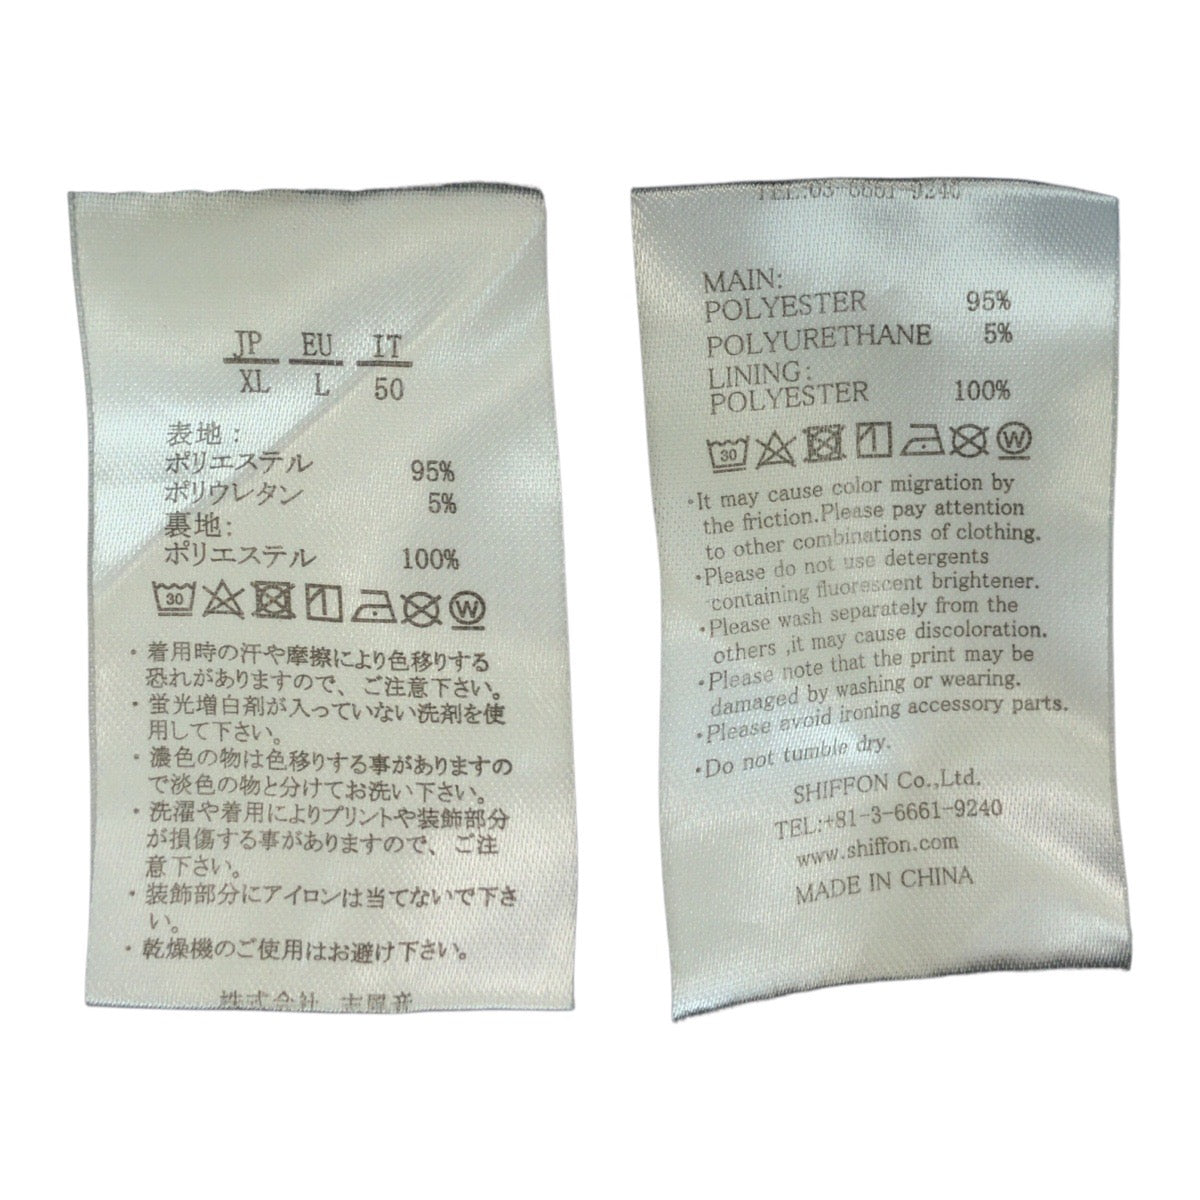 JP EU IT
XL L 50
表地:
ポリエステル 95%
ポリウレタン 5%
裏地:
ポリエステル 100%
30 W
・着用時の汗や摩擦により色移りする
恐れがありますので、ご注意下さい。
・蛍光増白剤が入っていない洗剤を使
用して下さい。
・濃色の物は色移りする事がありますの
で淡色の物と分けてお洗い下さい。
・洗濯や着用によりプリントや装飾部分
が損傷する事がありますので、ご注
意下さい。
・装飾部分にアイロンは当てないで下さ
い。
・乾燥機のご使用はお避け下さい。
株式会社
TEL:03-6661-9240
MAIN:
POLYESTER 95%
POLYURETHANE 5%
LINING:
POLYESTER 100%
30 W
・It may cause color migration by
the friction.Please pay attention
to other combinations of clothing.
・Please do not use detergents
containing fluorescent brightener.
・Please wash separately from the
others ,it may cause discoloration.
・Please note that the print may be
damaged by washing or wearing.
・Please avoid ironing accessory parts.
・Do not tumble dry.
SHIFFON Co.,Ltd.
TEL:+81-3-6661-9240
www.shiffon.com
MADE IN CHINA